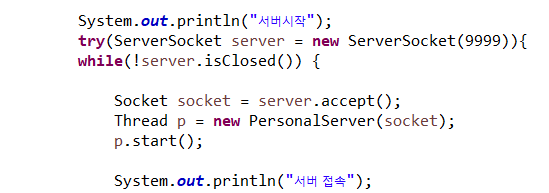 System.out.println("서버시작");
try(ServerSocket server = new ServerSocket(9999)){
while(!server.isClosed()) {
Socket socket = server.accept();
Thread p = new PersonalServer(socket);
p.start();
System.out.println("서버 접속");